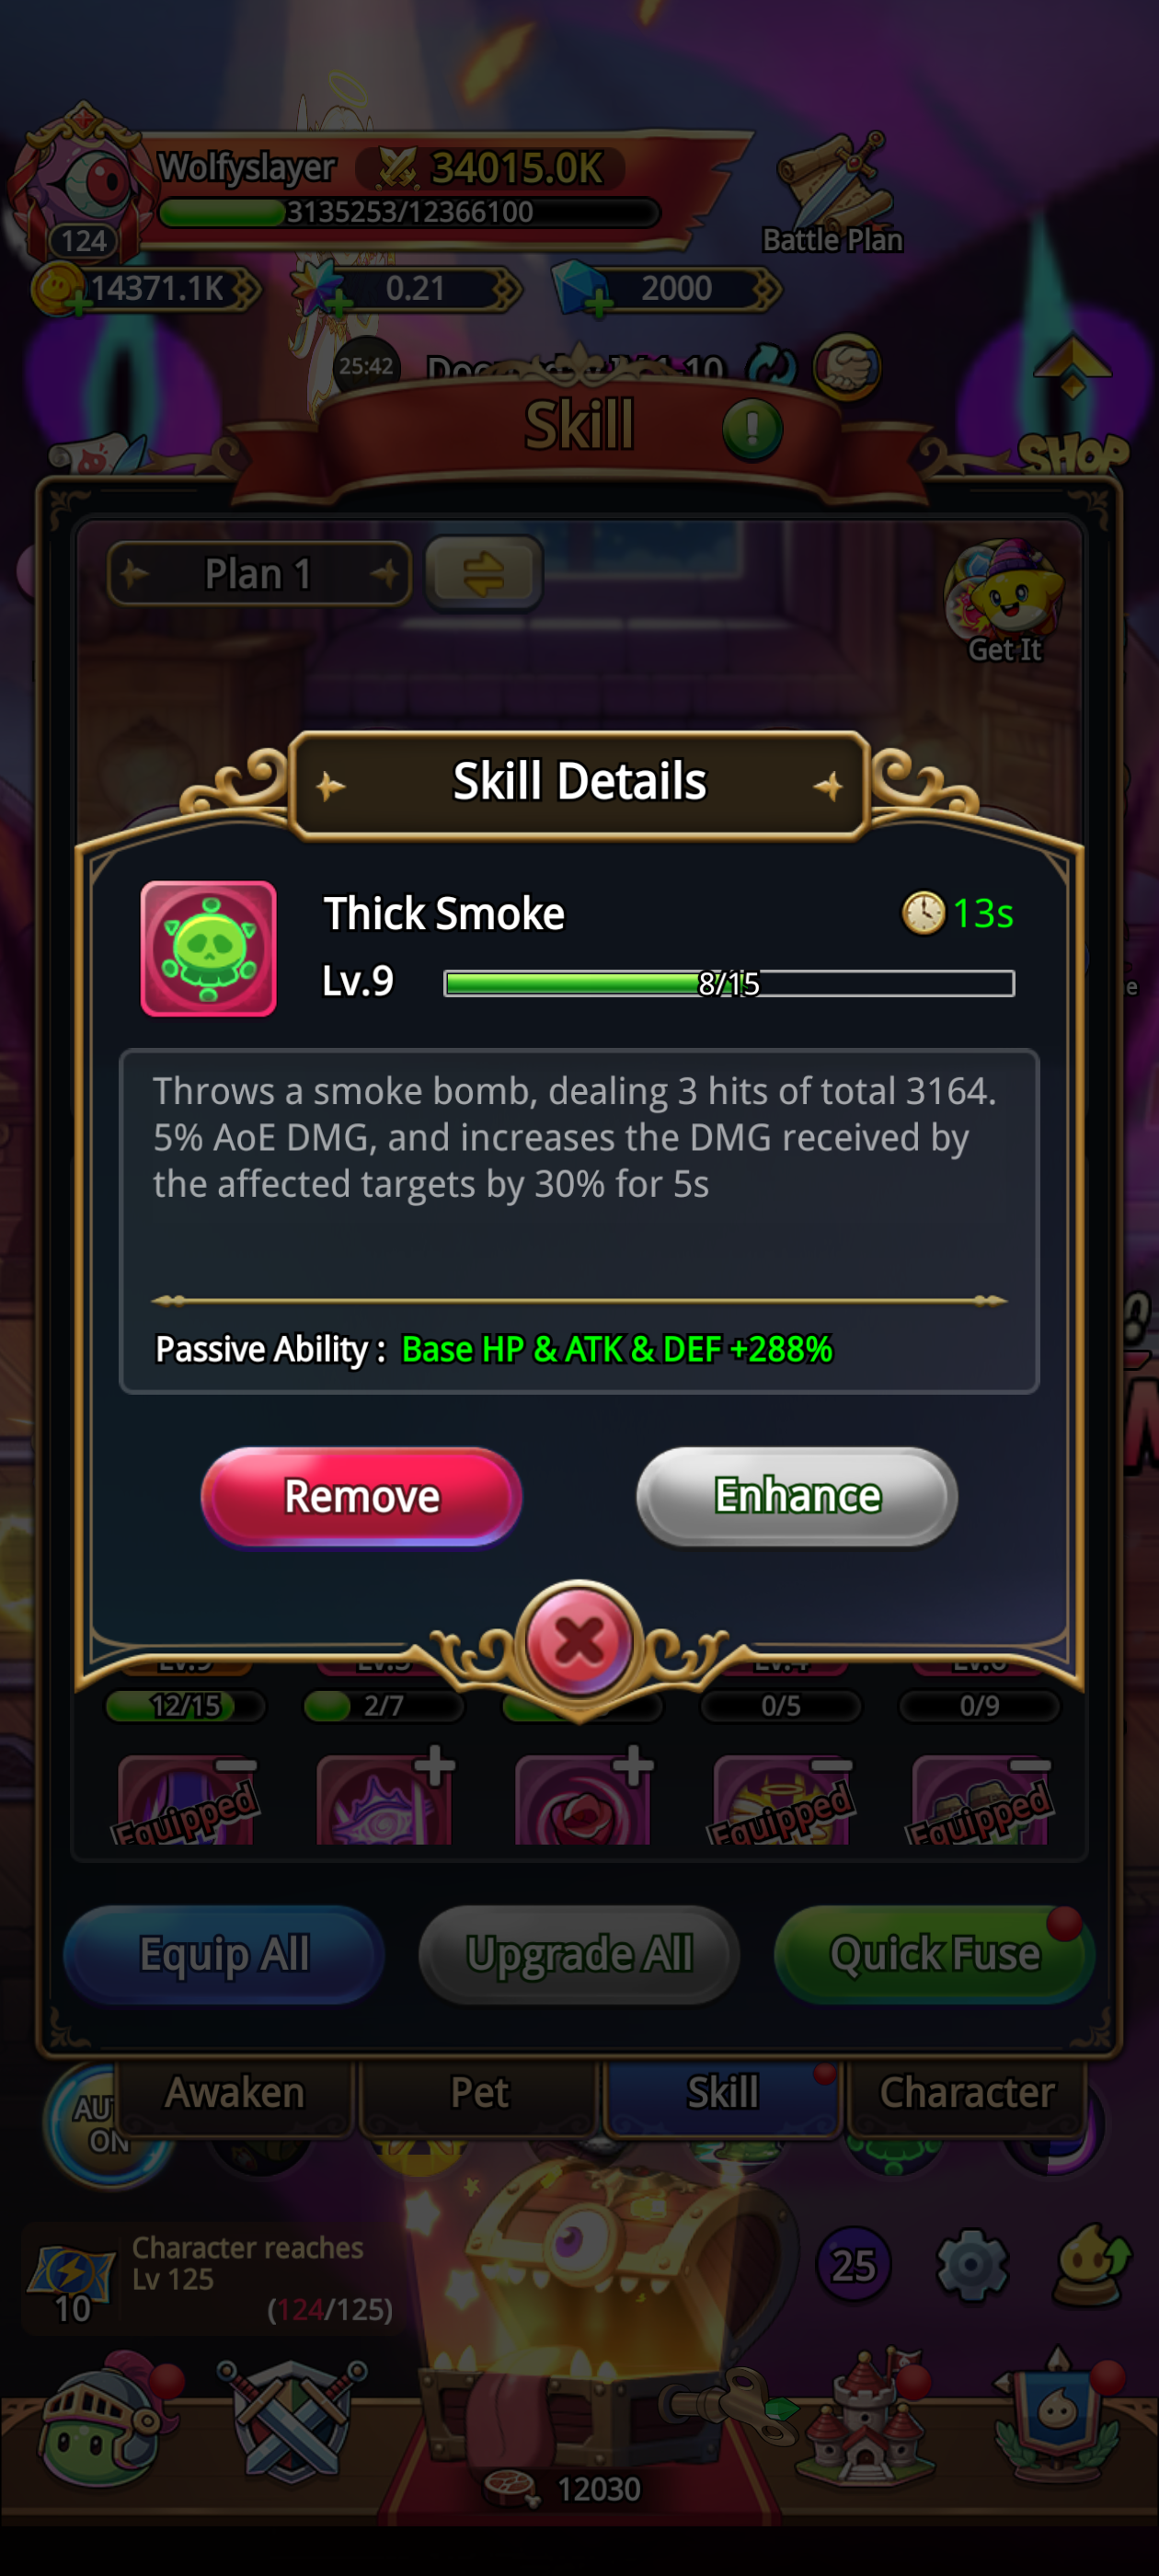 Wolfyslayer 34015.0K
3135253/12366100
124
Battle Plan
14371.1K 0.21 2000
25:42
Skill
SHOP
Plan 1
Get It
Skill Details
Thick Smoke 13s
Lv.9 8/15
Throws a smoke bomb, dealing 3 hits of total 3164.
5% AoE DMG, and increases the DMG received by
the affected targets by 30% for 5s
Passive Ability : Base HP & ATK & DEF +288%
Remove Enhance
12/15 2/7 0/5 0/9
Equipped Equipped Equipped
Equip All Upgrade All Quick Fuse
Awaken Pet Skill Character
ON
Character reaches
Lv 125
(124/125)
10
25
12030